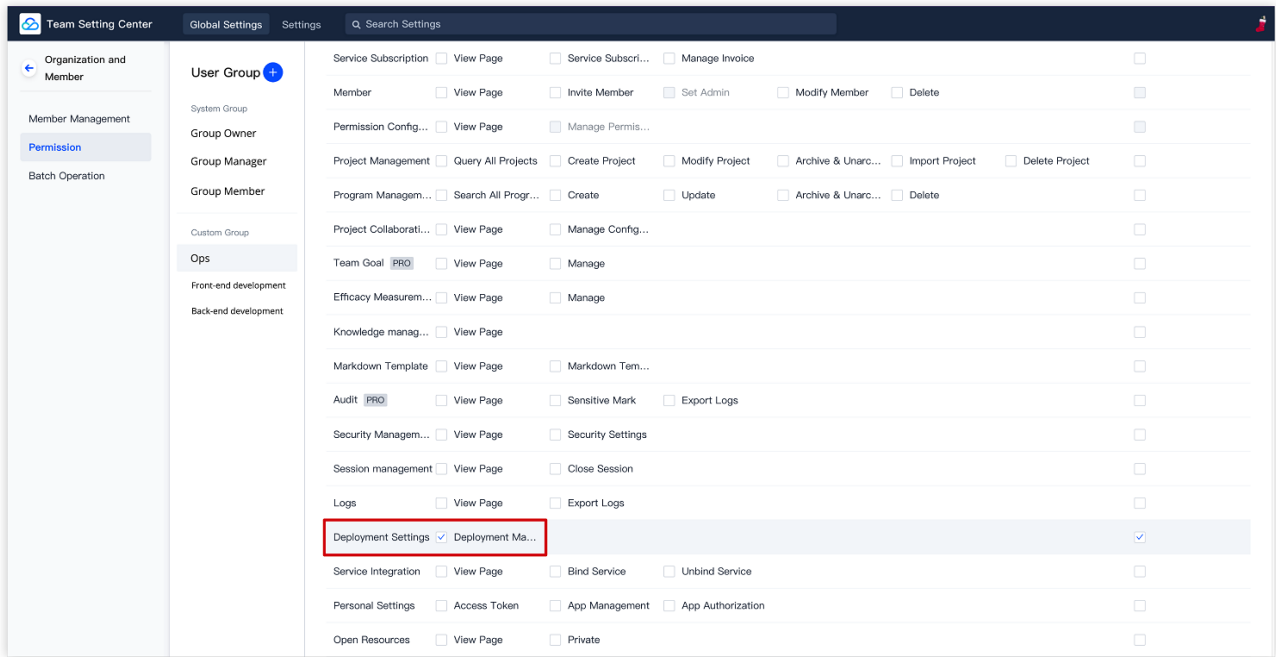 Team Setting Center Global Settings Settings Search Settings
Organization and
Member
Member Management
Permission
Batch Operation
User Group
System Group
Group Owner
Group Manager
Group Member
Custom Group
Ops
Front-end development
Back-end development
Service Subscription View Page Service Subscri... Manage Invoice
Member View Page Invite Member Set Admin Modify Member Delete
Permission Config... View Page Manage Permis...
Project Management Query All Projects Create Project Modify Project Archive & Unarc... Import Project Delete Project
Program Managem... Search All Progr... Create Update Archive & Unarc... Delete
Project Collaborati... View Page Manage Config...
Team Goal PRO View Page Manage
Efficacy Measurem... View Page Manage
Knowledge manag... View Page
Markdown Template View Page Markdown Tem...
Audit PRO View Page Sensitive Mark Export Logs
Security Managem... View Page Security Settings
Session management View Page Close Session
Logs View Page Export Logs
Deployment Settings Deployment Ma...
Service Integration View Page Bind Service Unbind Service
Personal Settings Access Token App Management App Authorization
Open Resources View Page Private